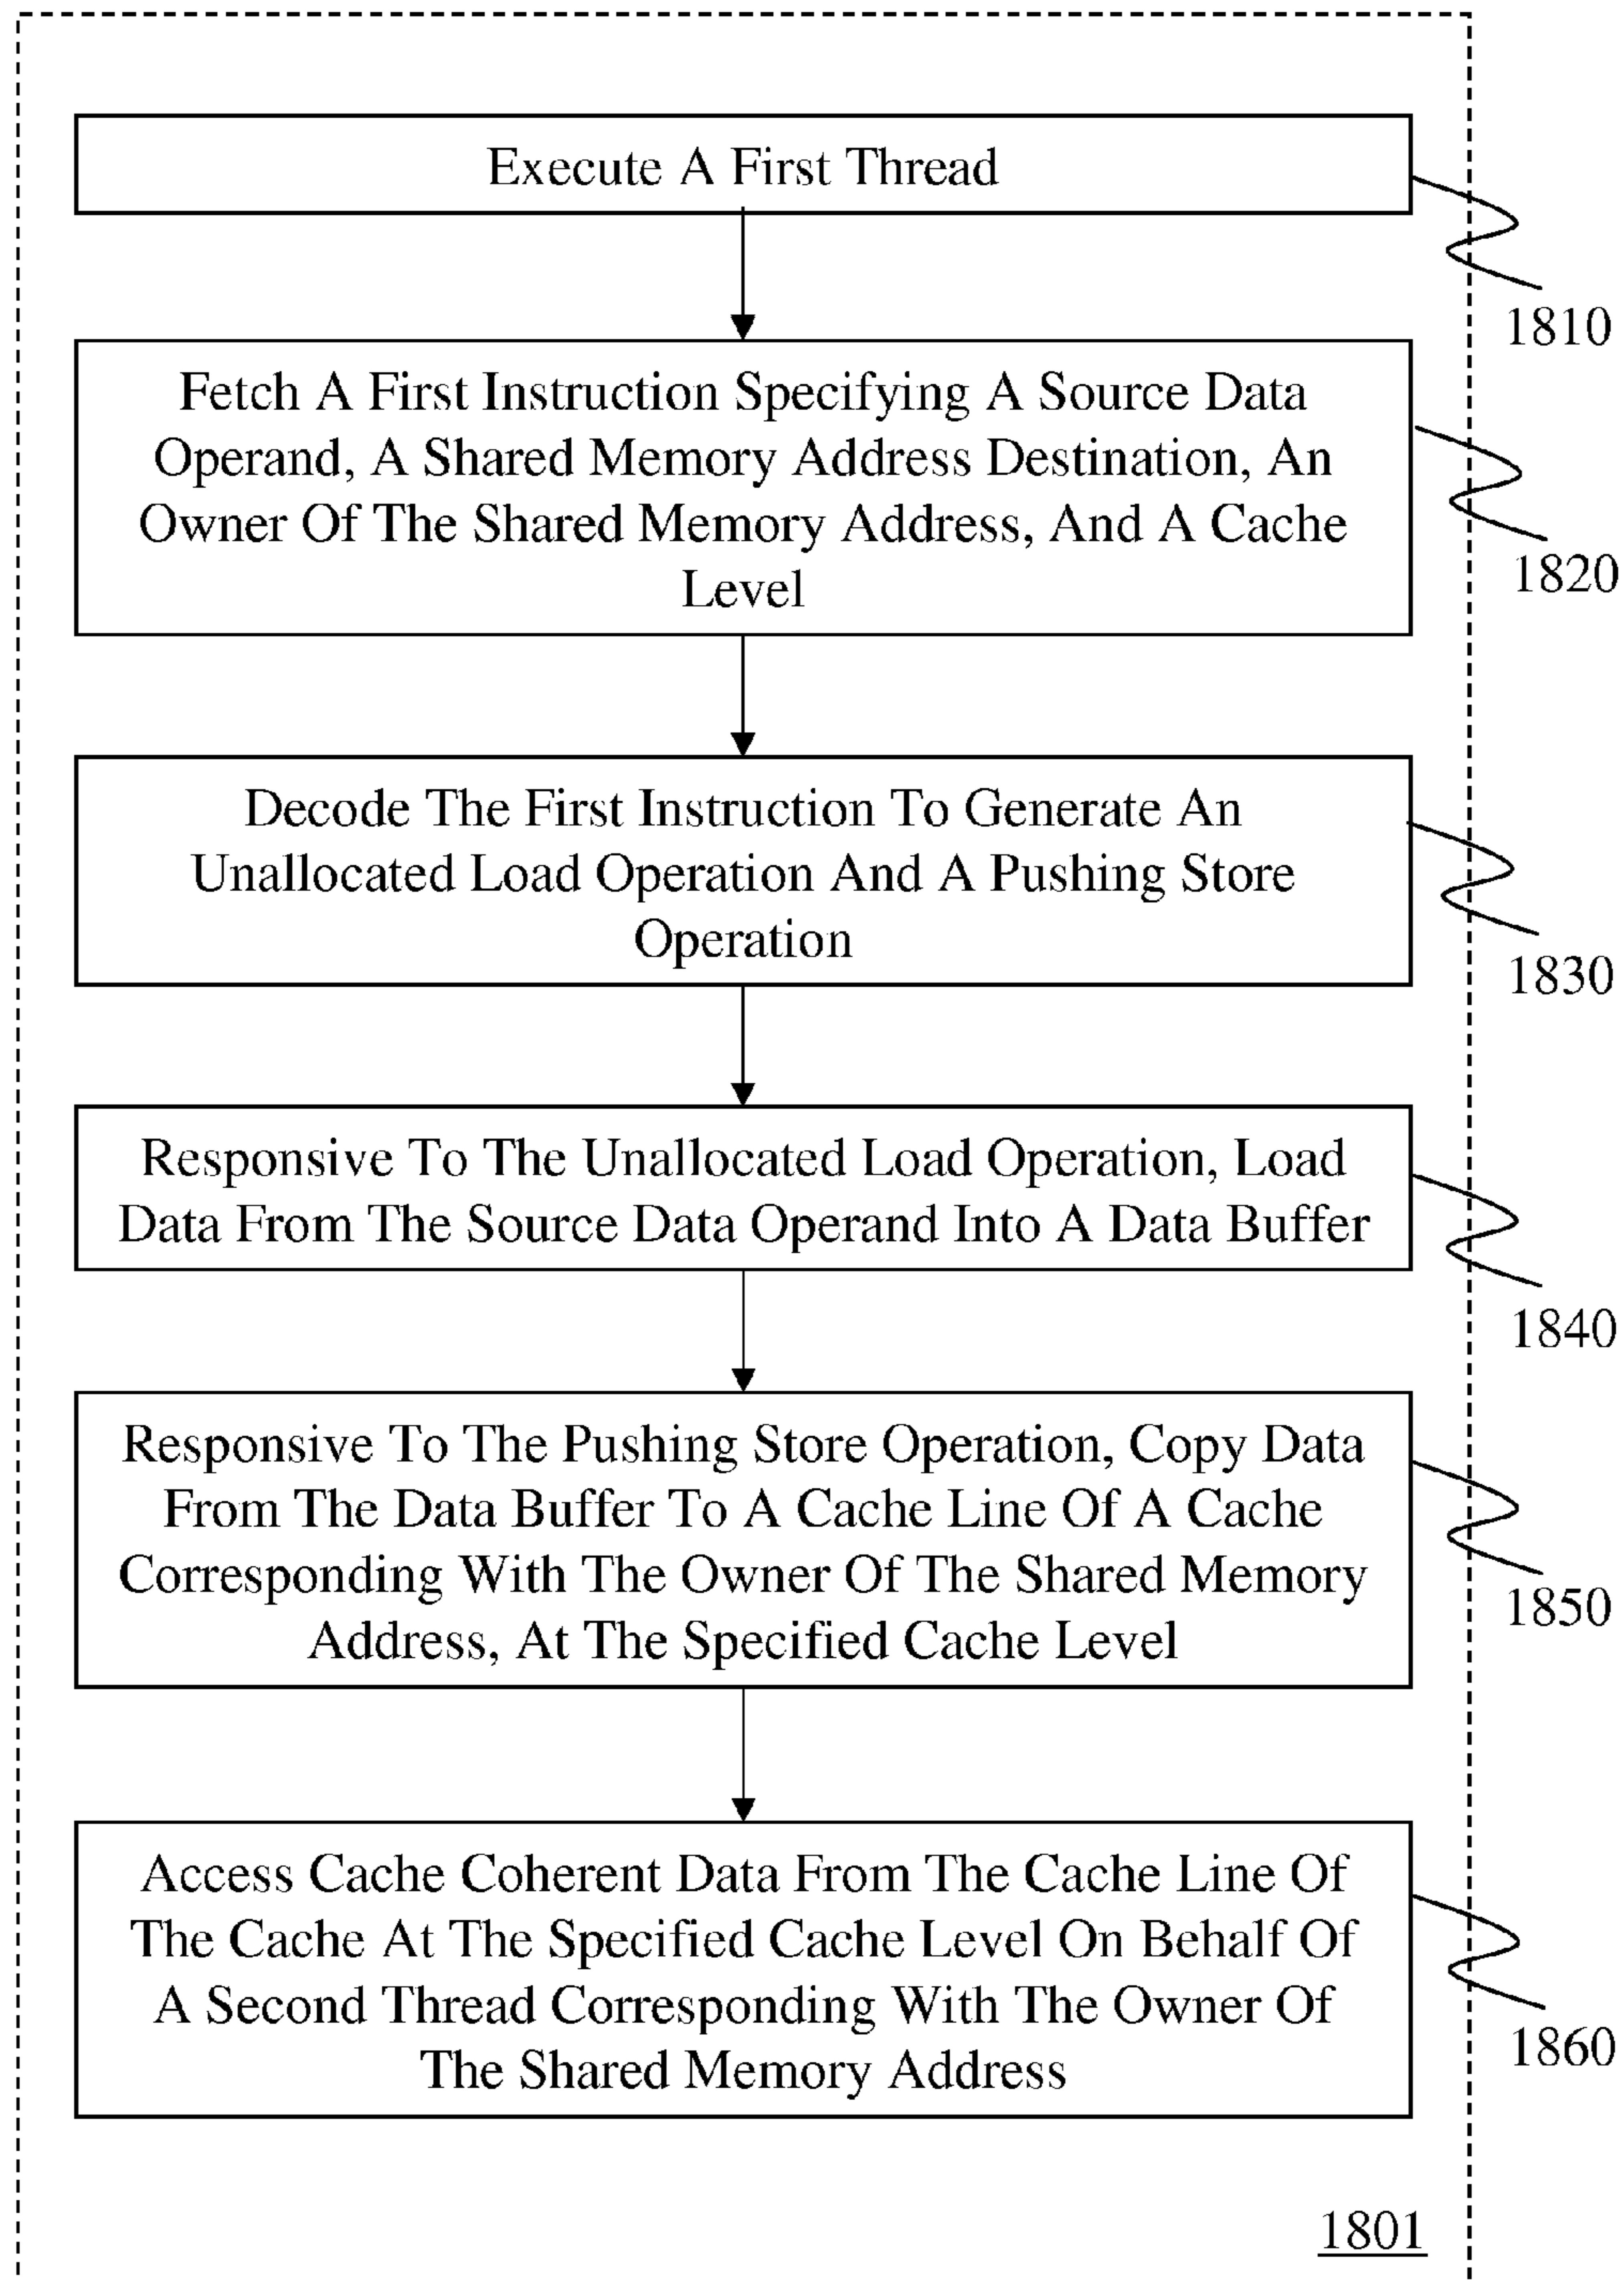 Execute A First Thread
1810
Fetch A First Instruction Specifying A Source Data
Operand, A Shared Memory Address Destination, An
Owner Of The Shared Memory Address, And A Cache
Level
1820
Decode The First Instruction To Generate An
Unallocated Load Operation And A Pushing Store
Operation
1830
Responsive To The Unallocated Load Operation, Load
Data From The Source Data Operand Into A Data Buffer
1840
Responsive To The Pushing Store Operation, Copy Data
From The Data Buffer To A Cache Line Of A Cache
Corresponding With The Owner Of The Shared Memory
Address, At The Specified Cache Level
1850
Access Cache Coherent Data From The Cache Line Of
The Cache At The Specified Cache Level On Behalf Of
A Second Thread Corresponding With The Owner Of
The Shared Memory Address
1860
1801